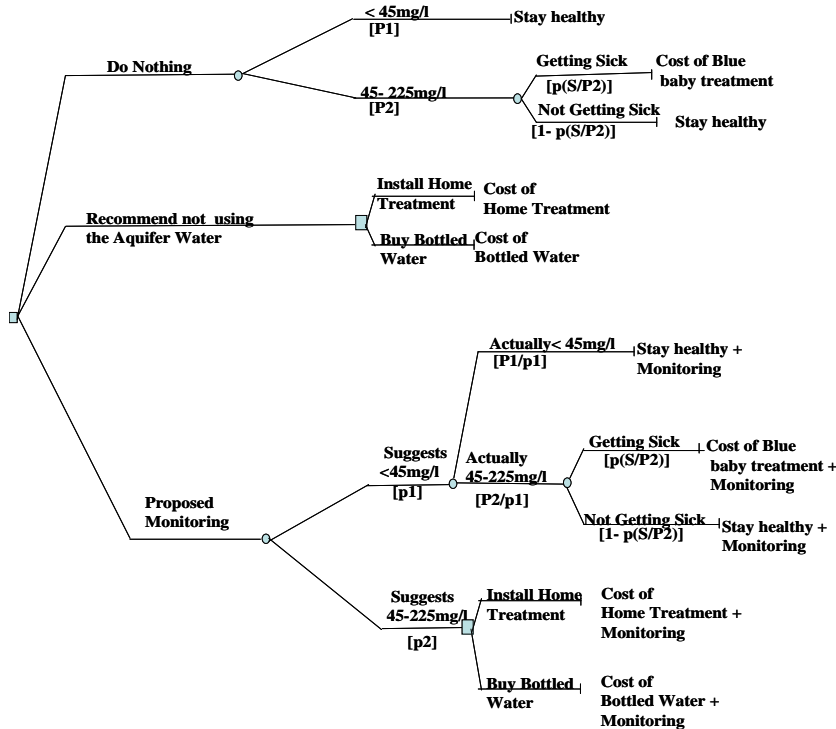 < 45mg/l
[P1]
Stay healthy
Do Nothing
45- 225mg/l
[P2]
Getting Sick
[p(S/P2)]
Cost of Blue
baby treatment
Not Getting Sick
[1- p(S/P2)]
Stay healthy
Recommend not using
the Aquifer Water
Install Home
Treatment
Cost of
Home Treatment
Buy Bottled
Water
Cost of
Bottled Water
Proposed
Monitoring
Suggests
<45mg/l
[p1]
Actually< 45mg/l
[P1/p1]
Stay healthy +
Monitoring
Actually
45-225mg/l
[P2/p1]
Getting Sick
[p(S/P2)]
Cost of Blue
baby treatment +
Monitoring
Not Getting Sick
[1- p(S/P2)]
Stay healthy +
Monitoring
Suggests
45-225mg/l
[p2]
Install Home
Treatment
Cost of
Home Treatment +
Monitoring
Buy Bottled
Water
Cost of
Bottled Water +
Monitoring